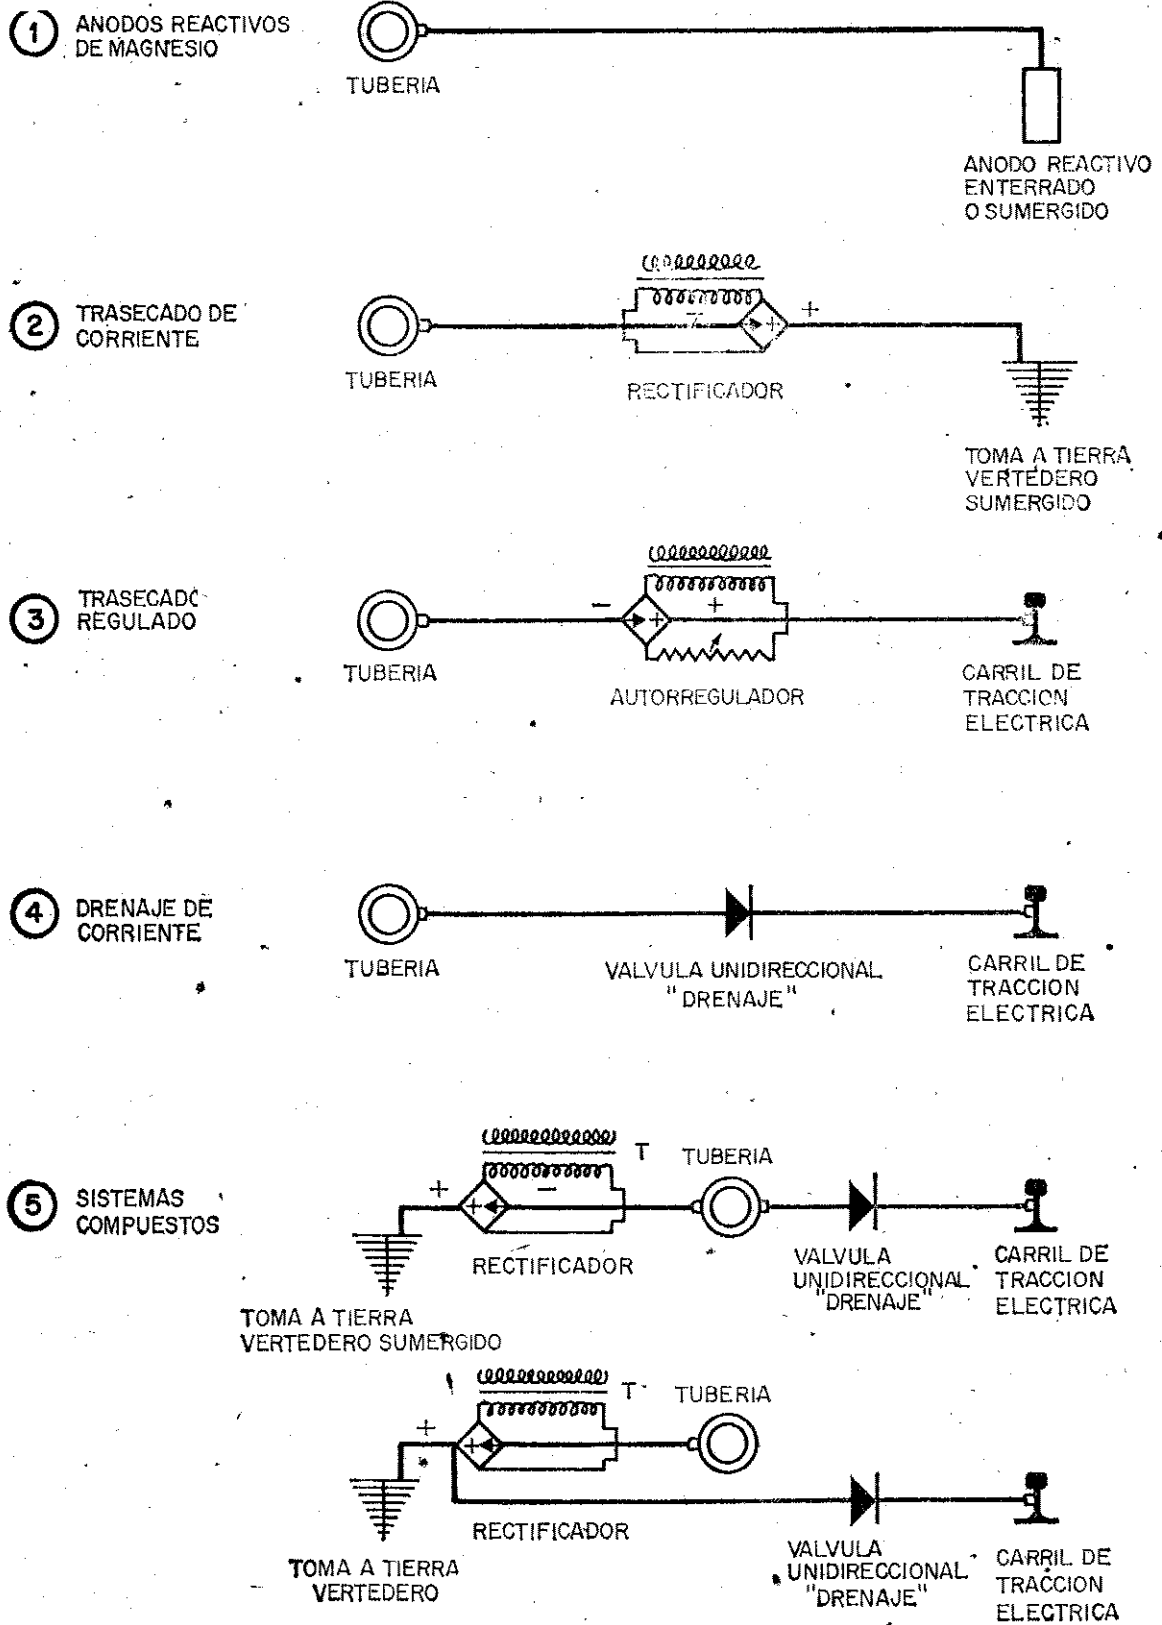 1 ANODOS REACTIVOS
DE MAGNESIO
TUBERIA
ANODO REACTIVO
ENTERRADO
O SUMERGIDO
2 TRASECADO DE
CORRIENTE
TUBERIA
-
+
+
RECTIFICADOR
TOMA A TIERRA
VERTEDERO
SUMERGIDO
3 TRASECADO
REGULADO
TUBERIA
-
+
+
AUTORREGULADOR
CARRIL DE
TRACCION
ELECTRICA
4 DRENAJE DE
CORRIENTE
TUBERIA
VALVULA UNIDIRECCIONAL
"DRENAJE"
CARRIL DE
TRACCION
ELECTRICA
5 SISTEMAS
COMPUESTOS
T
TUBERIA
+
+
-
RECTIFICADOR
TOMA A TIERRA
VERTEDERO SUMERGIDO
VALVULA
UNIDIRECCIONAL
"DRENAJE"
CARRIL DE
TRACCION
ELECTRICA
T
TUBERIA
+
+
RECTIFICADOR
TOMA A TIERRA
VERTEDERO
VALVULA
UNIDIRECCIONAL
"DRENAJE"
CARRIL DE
TRACCION
ELECTRICA